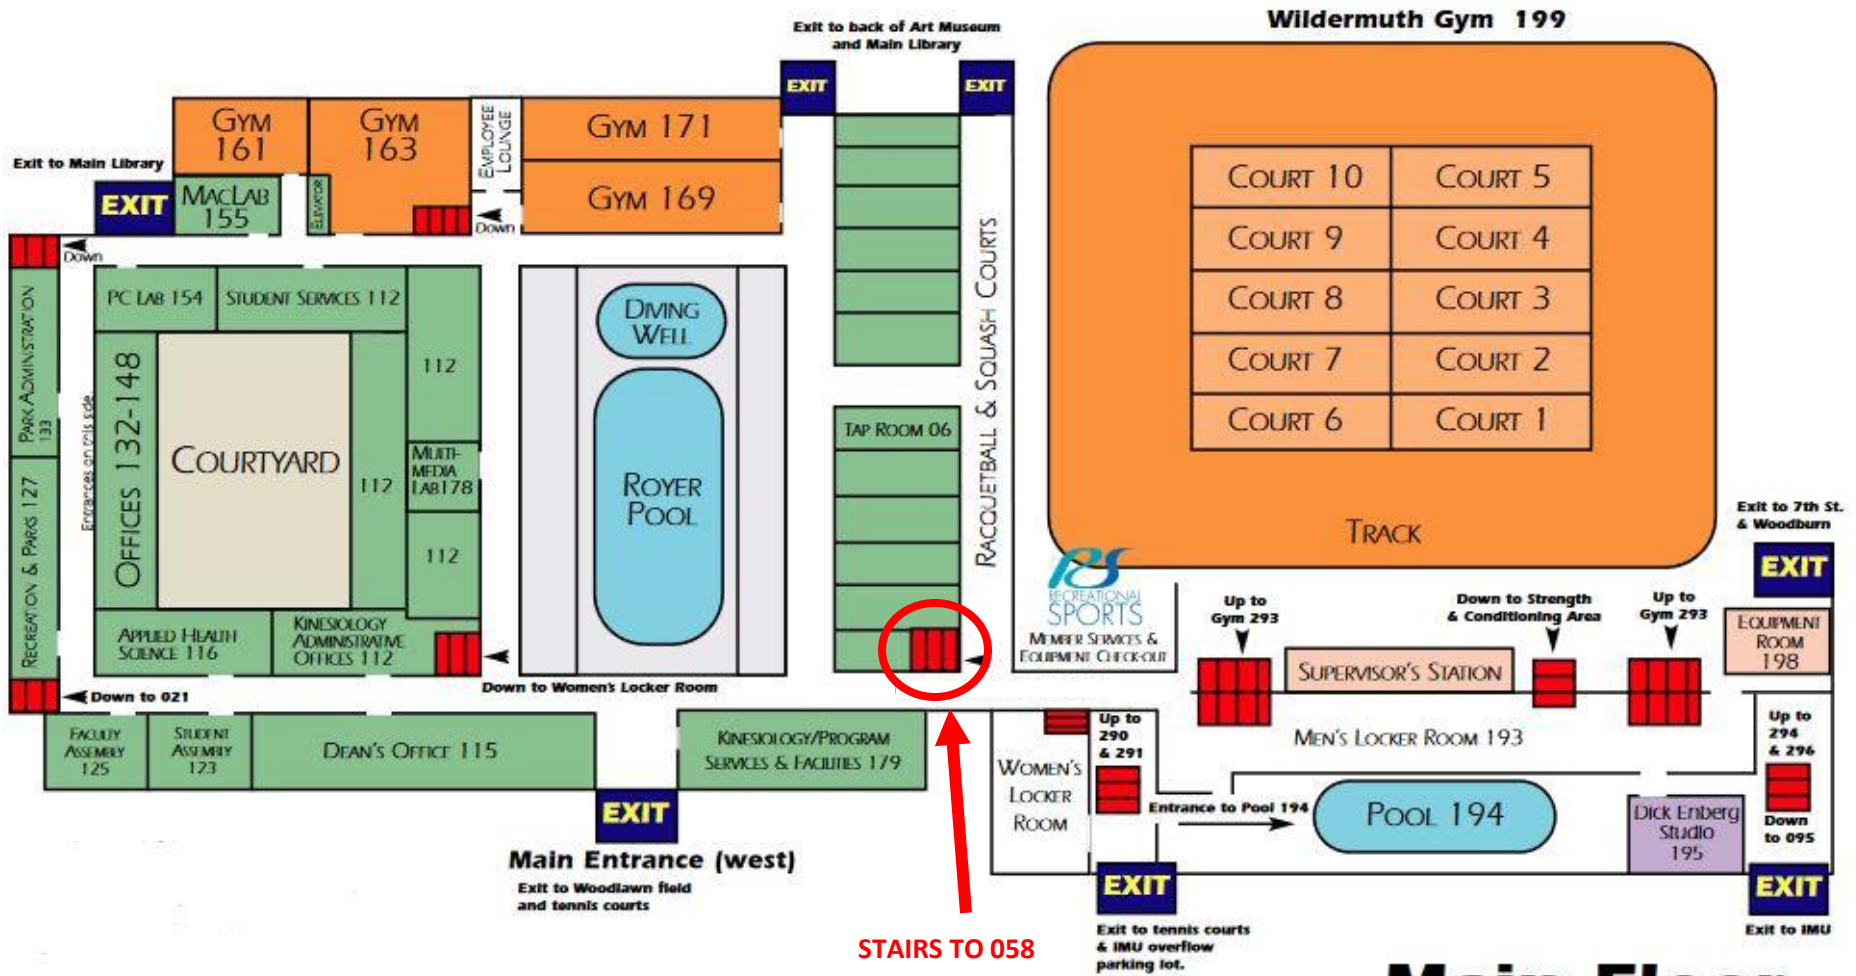 Wildermuth Gym 199
Exit to back of Art Museum
and Main Library
EXIT
EXIT
GYM
161
GYM
163
EMPLOYEE
LOUNGE
GYM 171
GYM 169
Exit to Main Library
EXIT
MACLAB
155
ELEVATOR
Down
Down
PC LAB 154
STUDENT SERVICES 112
PARK ADMINISTRATION
133
RECREATION & PARKS 127
Entrances on this side
OFFICES 132-148
COURTYARD
112
112
MULTI-
MEDIA
LAB178
112
APPLIED HEALTH
SCIENCE 116
KINESIOLOGY
ADMINISTRATIVE
OFFICES 112
DIVING
WELL
ROYER
POOL
TAP ROOM 06
RACQUETBALL & SQUASH COURTS
COURT 10
COURT 5
COURT 9
COURT 4
COURT 8
COURT 3
COURT 7
COURT 2
COURT 6
COURT 1
TRACK
RS
RECREATIONAL
SPORTS
MEMBER SERVICES &
EQUIPMENT CHECK-OUT
Exit to 7th St.
& Woodburn
EXIT
Up to
Gym 293
Down to Strength
& Conditioning Area
Up to
Gym 293
EQUIPMENT
ROOM
198
SUPERVISOR'S STATION
Down to Women's Locker Room
Down to 021
FACULTY
ASSEMBLY
125
STUDENT
ASSEMBLY
123
DEAN'S OFFICE 115
KINESIOLOGY/PROGRAM
SERVICES & FACILITIES 179
WOMEN'S
LOCKER
ROOM
Up to
290
& 291
MEN'S LOCKER ROOM 193
Up to
294
& 296
Entrance to Pool 194
POOL 194
Dick Enberg
Studio
195
Down
to 095
EXIT
Main Entrance (west)
Exit to Woodlawn field
and tennis courts
EXIT
Exit to tennis courts
& IMU overflow
parking lot.
EXIT
Exit to IMU
STAIRS TO 058
Main Floor